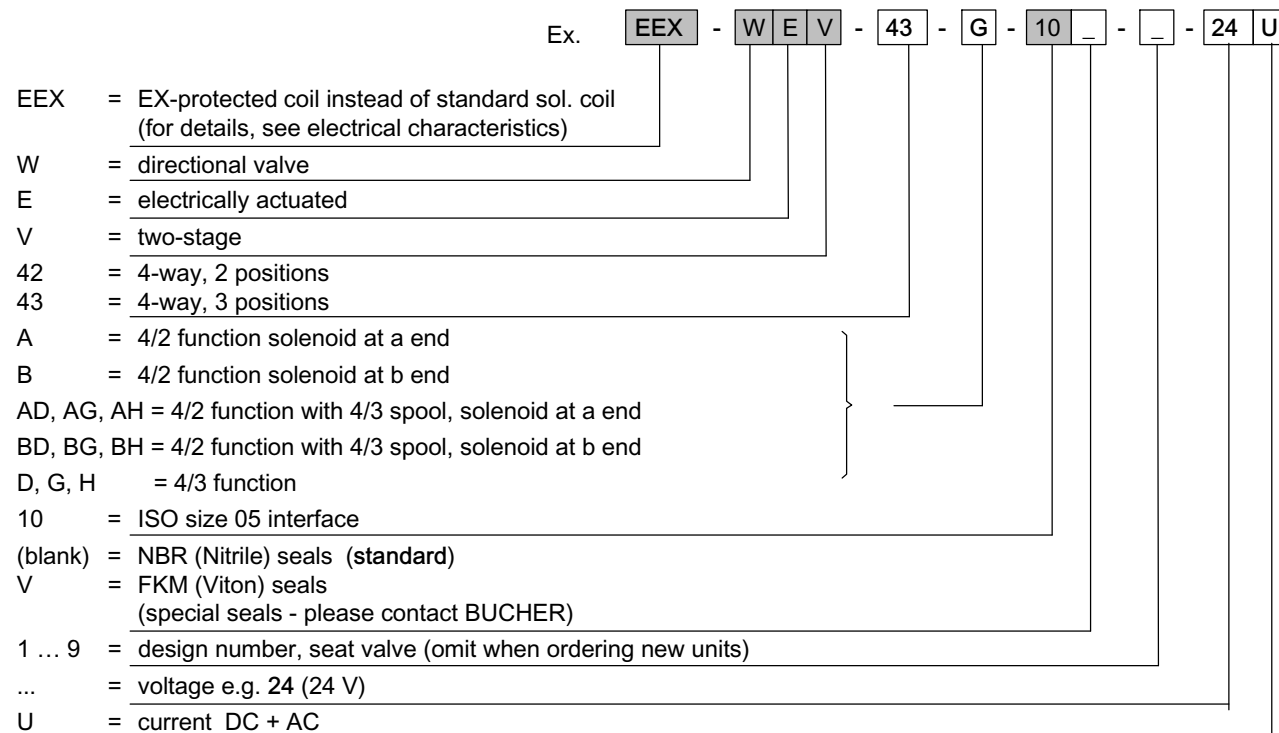 Ex. EEX - W E V - 43 - G - 10 _ - _ - 24 U
EEX = EX-protected coil instead of standard sol. coil
(for details, see electrical characteristics)
W = directional valve
E = electrically actuated
V = two-stage
42 = 4-way, 2 positions
43 = 4-way, 3 positions
A = 4/2 function solenoid at a end
B = 4/2 function solenoid at b end
AD, AG, AH = 4/2 function with 4/3 spool, solenoid at a end
BD, BG, BH = 4/2 function with 4/3 spool, solenoid at b end
D, G, H = 4/3 function
10 = ISO size 05 interface
(blank) = NBR (Nitrile) seals (standard)
V = FKM (Viton) seals
(special seals - please contact BUCHER)
1 … 9 = design number, seat valve (omit when ordering new units)
... = voltage e.g. 24 (24 V)
U = current DC + AC